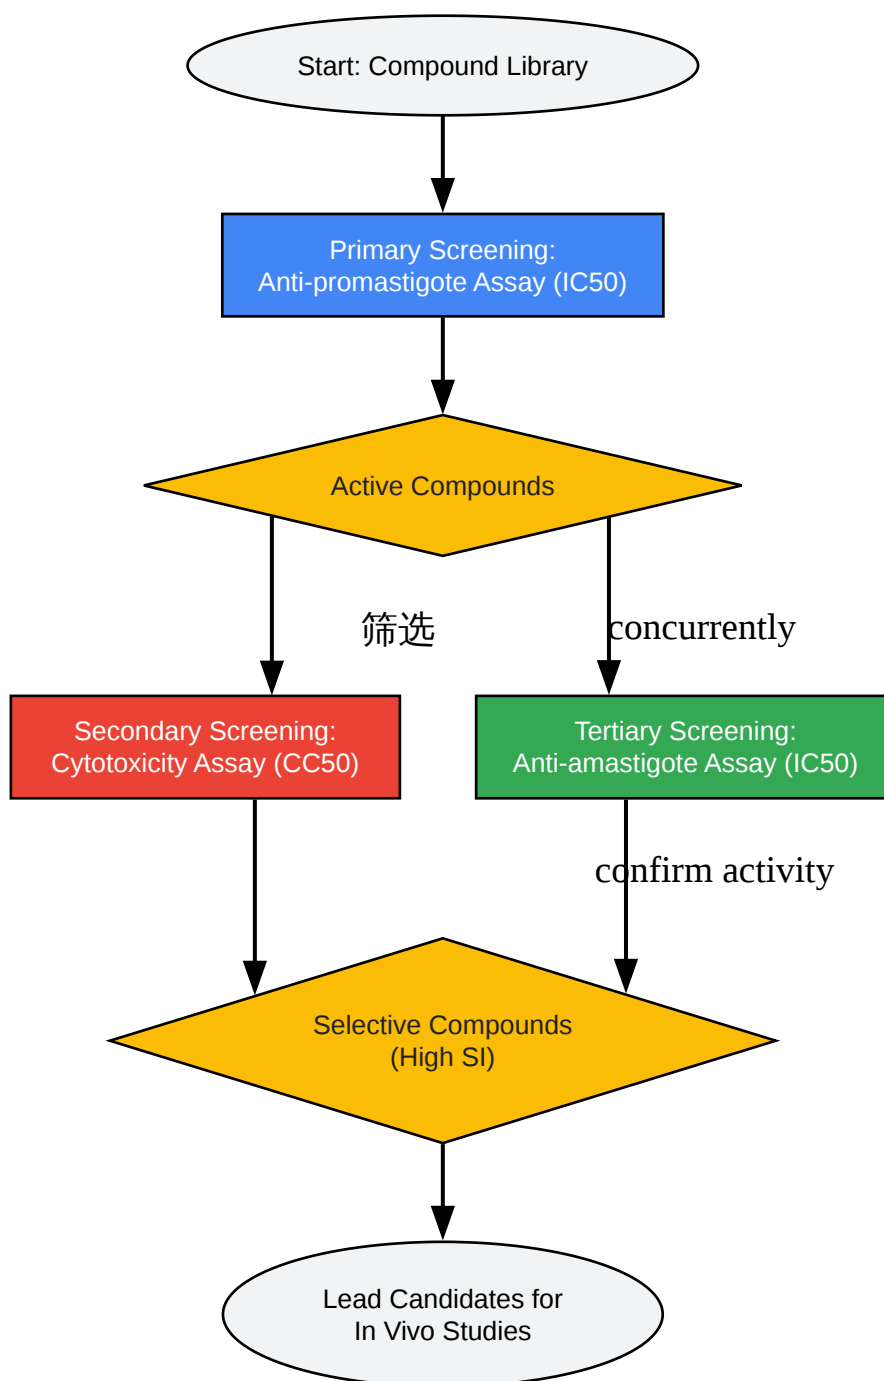 Start: Compound Library
Primary Screening:
Anti-promastigote Assay (IC50)
Active Compounds
筛选
concurrently
Secondary Screening:
Cytotoxicity Assay (CC50)
Tertiary Screening:
Anti-amastigote Assay (IC50)
confirm activity
Selective Compounds
(High SI)
Lead Candidates for
In Vivo Studies